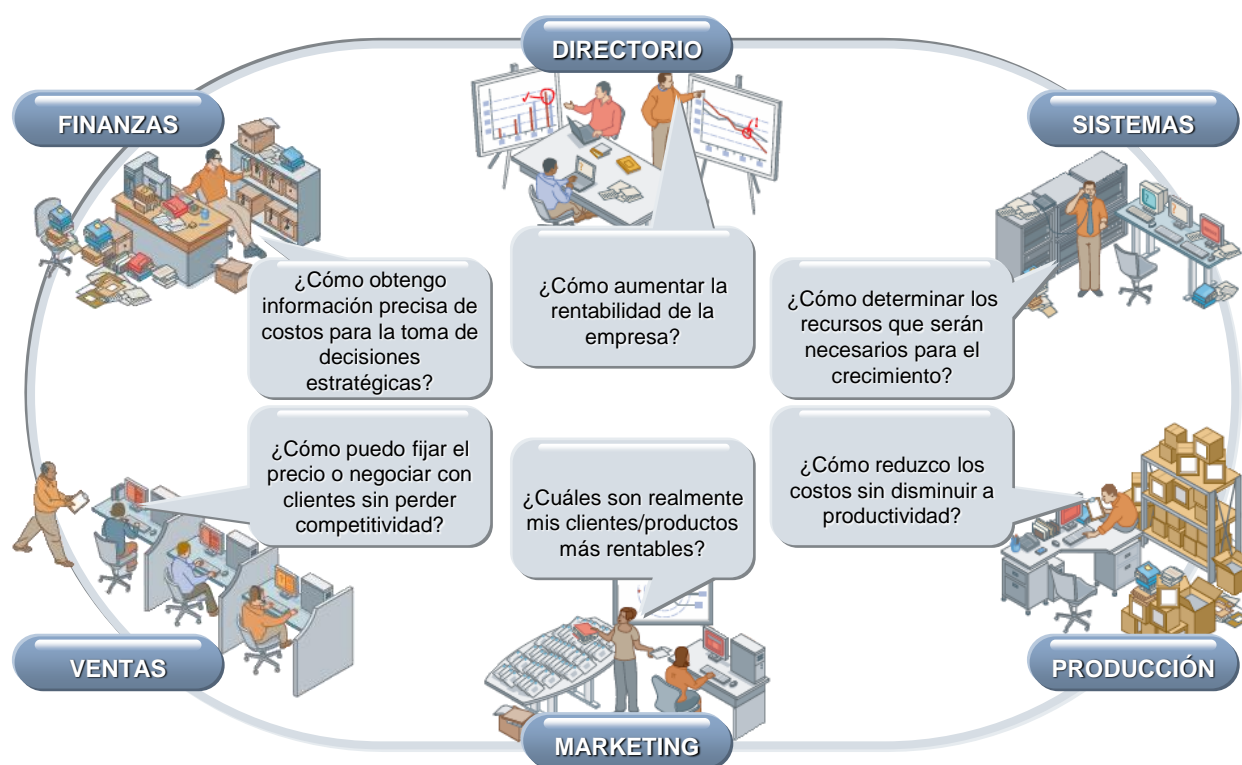 DIRECTORIO
FINANZAS
SISTEMAS
¿Cómo obtengo
información precisa de
costos para la toma de
decisiones
estratégicas?
¿Cómo aumentar la
rentabilidad de la
empresa?
¿Cómo determinar los
recursos que serán
necesarios para el
crecimiento?
¿Cómo puedo fijar el
precio o negociar con
clientes sin perder
competitividad?
¿Cuáles son realmente
mis clientes/productos
más rentables?
¿Cómo reduzco los
costos sin disminuir a
productividad?
VENTAS
MARKETING
PRODUCCIÓN